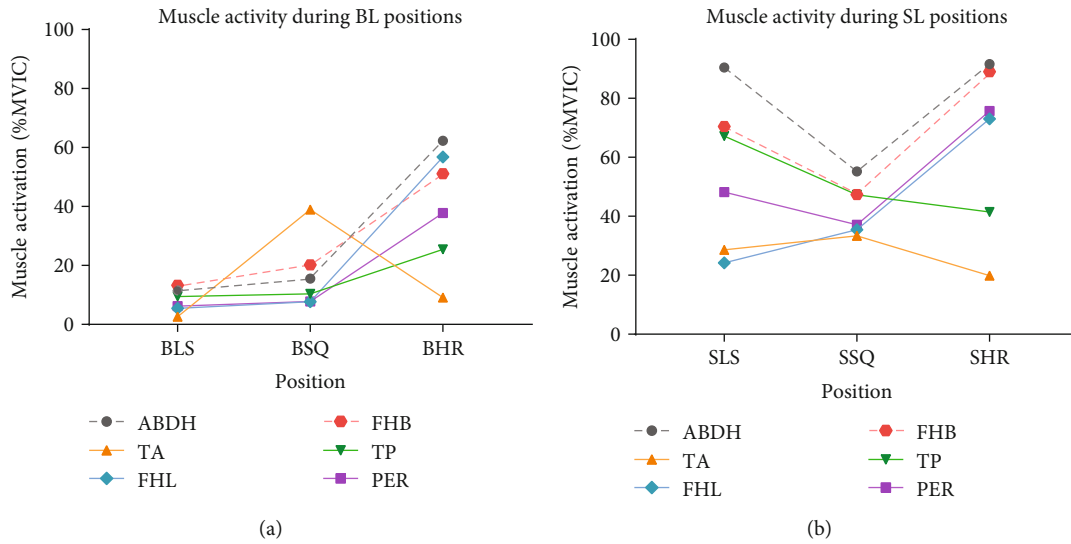 Muscle activity during BL positions
Muscle activation (%MVIC)
100
80
60
40
20
0
BLS BSQ BHR
Position
ABDH FHB
TA TP
FHL PER
(a)
Muscle activity during SL positions
Muscle activation (%MVIC)
100
80
60
40
20
0
SLS SSQ SHR
Position
ABDH FHB
TA TP
FHL PER
(b)